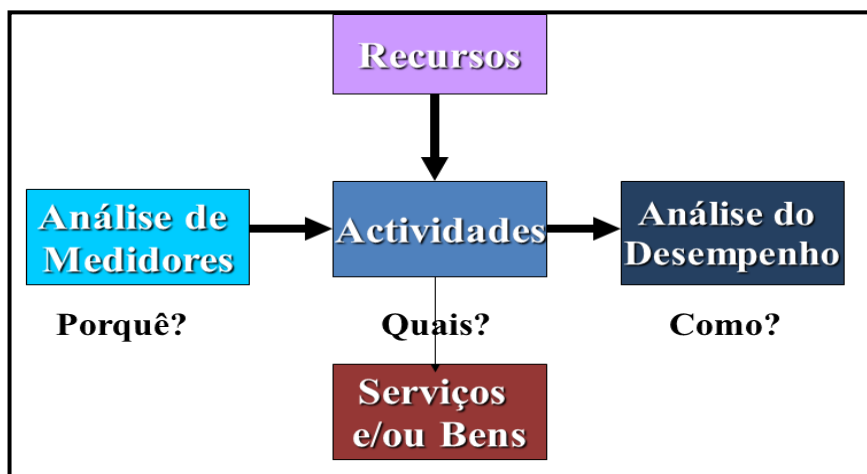 Recursos
Análise de
Medidores
Actividades
Análise do
Desempenho
Porquê?
Quais?
Como?
Serviços
e/ou Bens